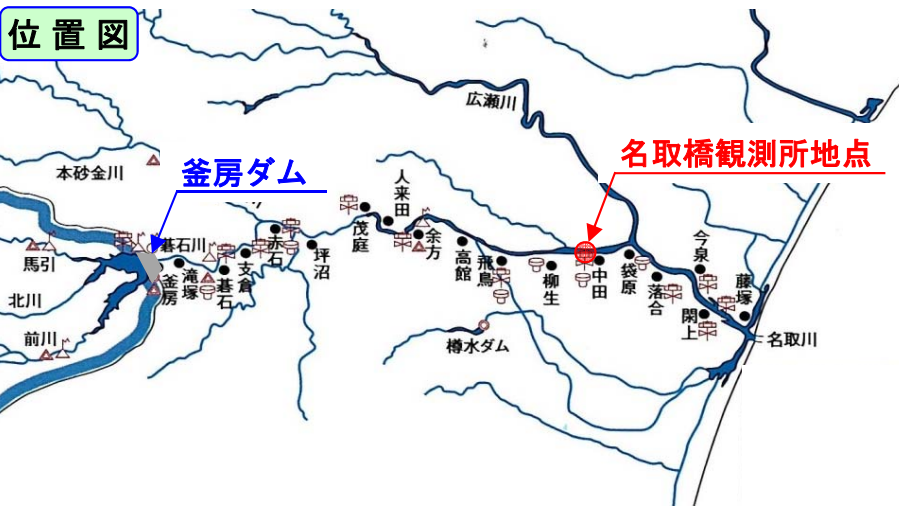 位置図
広瀬川
名取橋観測所地点
本砂金川
釜房ダム
人来田
茂庭
余方
赤石
碁石川
馬引
滝塚
釜房
碁石
支倉
坪沼
高館
飛鳥
柳生
中田
袋原
落合
今泉
閖上
藤塚
北川
前川
樽水ダム
名取川